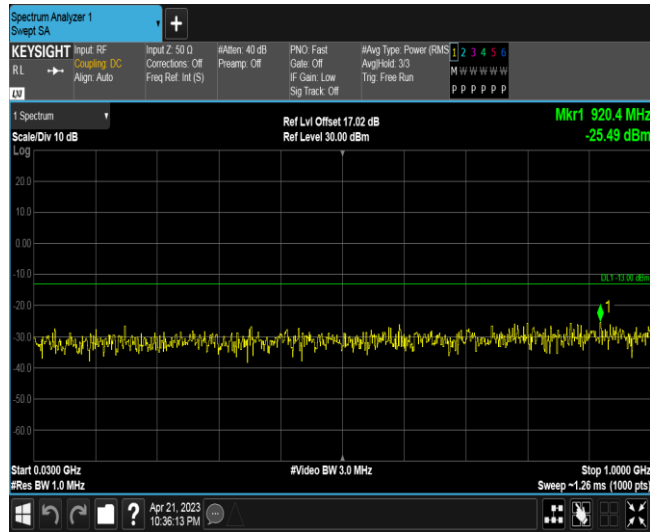 Spectrum Analyzer 1
Swept SA
KEYSIGHT
RL
LXI
Input: RF
Coupling: DC
Align: Auto
Input Z: 50 Ω
Corrections: Off
Freq Ref: Int (S)
#Atten: 40 dB
Preamp: Off
PNO: Fast
Gate: Off
IF Gain: Low
Sig Track: Off
#Avg Type: Power (RMS
Avg|Hold: 3/3
Trig: Free Run
1 2 3 4 5 6
M W W W W W
P P P P P P
1 Spectrum
Scale/Div 10 dB
Ref Lvl Offset 17.02 dB
Ref Level 30.00 dBm
Mkr1 920.4 MHz
-25.49 dBm
Log
20.0
10.0
0.00
-10.0
DL1 -13.00 dBm
-20.0
1
-30.0
-40.0
-50.0
-60.0
Start 0.0300 GHz
#Video BW 3.0 MHz
Stop 1.0000 GHz
#Res BW 1.0 MHz
Sweep ~1.26 ms (1000 pts)
?
Apr 21, 2023
10:36:13 PM